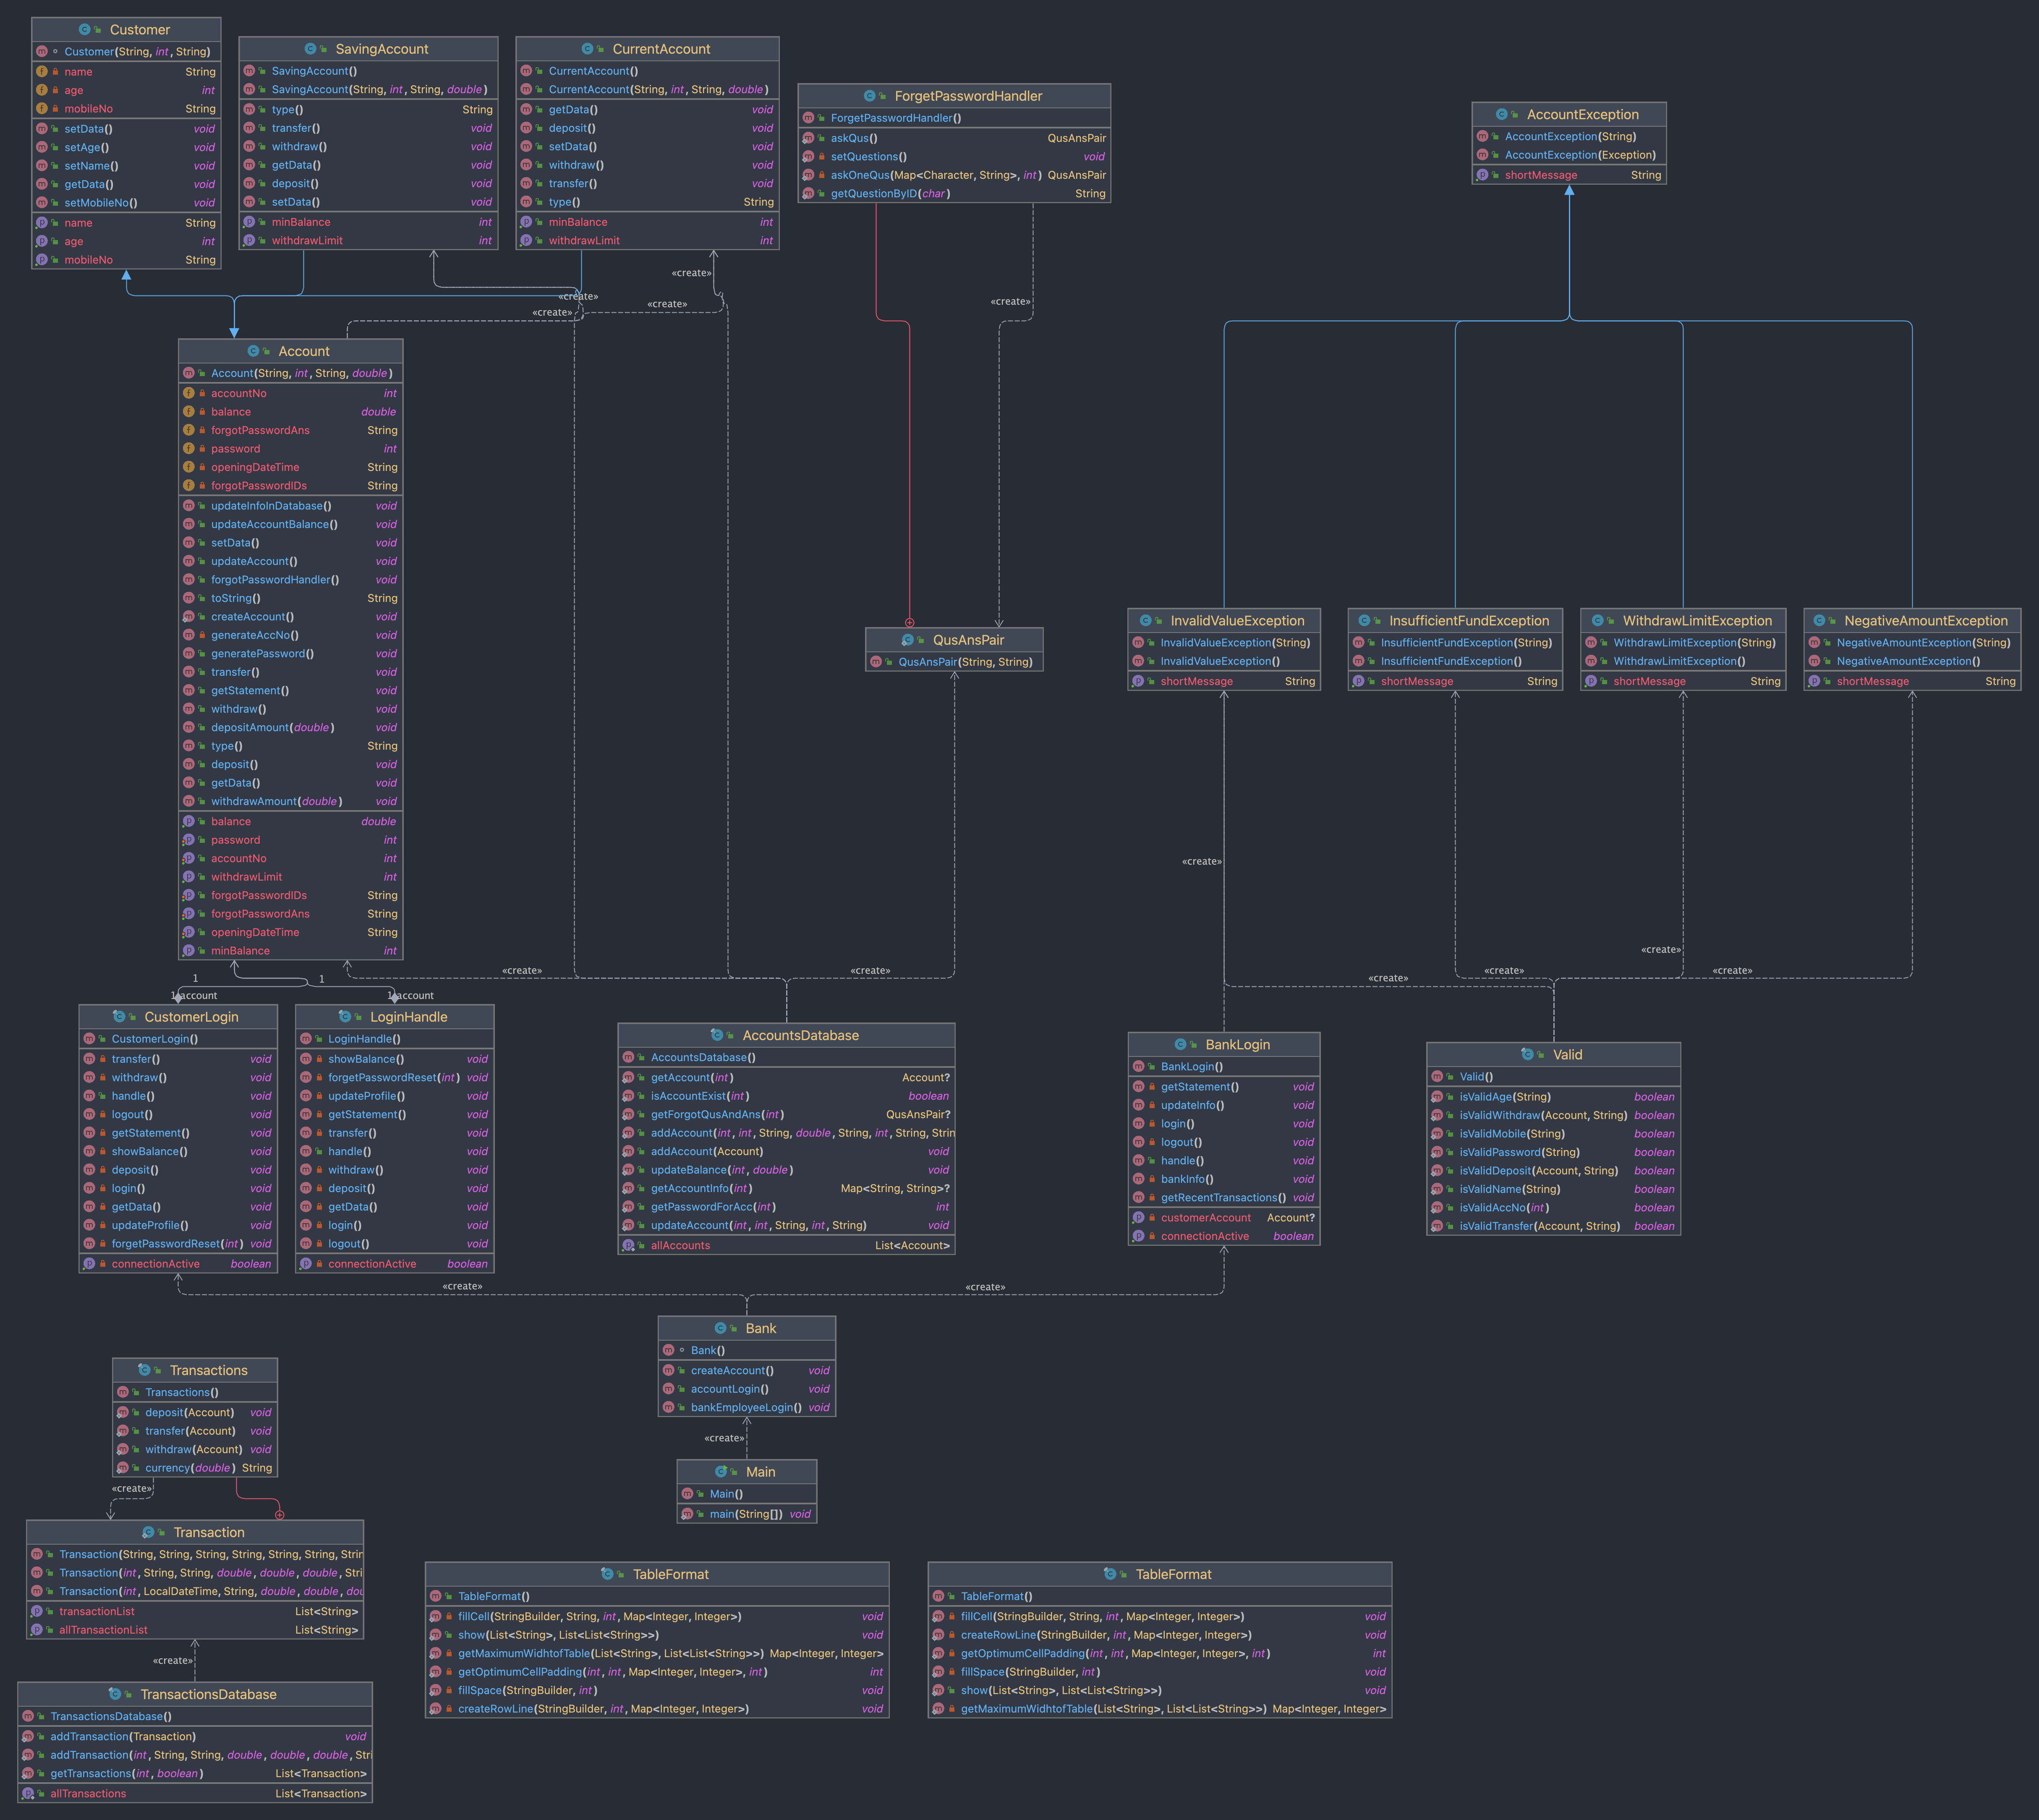 Customer
Customer(String, int, String)
name String
age int
mobileNo String
setData() void
setAge() void
setName() void
getData() void
setMobileNo() void
name String
age int
mobileNo String
SavingAccount
SavingAccount()
SavingAccount(String, int, String, double)
type() String
transfer() void
withdraw() void
getData() void
deposit() void
setData() void
minBalance int
withdrawLimit int
CurrentAccount
CurrentAccount()
CurrentAccount(String, int, String, double)
getData() void
deposit() void
setData() void
withdraw() void
transfer() void
type() String
minBalance int
withdrawLimit int
ForgetPasswordHandler
ForgetPasswordHandler()
askQus() QusAnsPair
setQuestions() void
askOneQus(Map<Character, String>, int) QusAnsPair
getQuestionByID(char) String
AccountException
AccountException(String)
AccountException(Exception)
shortMessage String
«create»
«create»
«create»
«create»
«create»
Account
Account(String, int, String, double)
accountNo int
balance double
forgotPasswordAns String
password int
openingDateTime String
forgotPasswordIDs String
updateInfoInDatabase() void
updateAccountBalance() void
setData() void
updateAccount() void
forgotPasswordHandler() void
toString() String
createAccount() void
generateAccNo() void
generatePassword() void
transfer() void
getStatement() void
withdraw() void
depositAmount(double) void
type() String
deposit() void
getData() void
withdrawAmount(double) void
balance double
password int
accountNo int
withdrawLimit int
forgotPasswordIDs String
forgotPasswordAns String
openingDateTime String
minBalance int
QusAnsPair
QusAnsPair(String, String)
InvalidValueException
InvalidValueException(String)
InvalidValueException()
shortMessage String
InsufficientFundException
InsufficientFundException(String)
InsufficientFundException()
shortMessage String
WithdrawLimitException
WithdrawLimitException(String)
WithdrawLimitException()
shortMessage String
NegativeAmountException
NegativeAmountException(String)
NegativeAmountException()
shortMessage String
«create»
«create»
«create»
«create»
«create»
«create»
«create»
1
1
1 account
1 account
CustomerLogin
CustomerLogin()
transfer() void
withdraw() void
handle() void
logout() void
getStatement() void
showBalance() void
deposit() void
login() void
getData() void
updateProfile() void
forgetPasswordReset(int) void
connectionActive boolean
LoginHandle
LoginHandle()
showBalance() void
forgetPasswordReset(int) void
updateProfile() void
getStatement() void
transfer() void
handle() void
withdraw() void
deposit() void
getData() void
login() void
logout() void
connectionActive boolean
AccountsDatabase
AccountsDatabase()
getAccount(int) Account?
isAccountExist(int) boolean
getForgotQusAndAns(int) QusAnsPair?
addAccount(int, int, String, double, String, int, String, Strin
addAccount(Account) void
updateBalance(int, double) void
getAccountInfo(int) Map<String, String>?
getPasswordForAcc(int) int
updateAccount(int, int, String, int, String) void
allAccounts List<Account>
BankLogin
BankLogin()
getStatement() void
updateInfo() void
login() void
logout() void
handle() void
bankInfo() void
getRecentTransactions() void
customerAccount Account?
connectionActive boolean
Valid
Valid()
isValidAge(String) boolean
isValidWithdraw(Account, String) boolean
isValidMobile(String) boolean
isValidPassword(String) boolean
isValidDeposit(Account, String) boolean
isValidName(String) boolean
isValidAccNo(int) boolean
isValidTransfer(Account, String) boolean
«create»
«create»
Bank
Bank()
createAccount() void
accountLogin() void
bankEmployeeLogin() void
«create»
Main
Main()
main(String[]) void
Transactions
Transactions()
deposit(Account) void
transfer(Account) void
withdraw(Account) void
currency(double) String
«create»
Transaction
Transaction(String, String, String, String, String, String, Strin
Transaction(int, String, String, double, double, double, Stri
Transaction(int, LocalDateTime, String, double, double, dou
transactionList List<String>
allTransactionList List<String>
«create»
TransactionsDatabase
TransactionsDatabase()
addTransaction(Transaction) void
addTransaction(int, String, String, double, double, double, Stri
getTransactions(int, boolean) List<Transaction>
allTransactions List<Transaction>
TableFormat
TableFormat()
fillCell(StringBuilder, String, int, Map<Integer, Integer>) void
show(List<String>, List<List<String>>) void
getMaximumWidhtofTable(List<String>, List<List<String>>) Map<Integer, Integer>
getOptimumCellPadding(int, int, Map<Integer, Integer>, int) int
fillSpace(StringBuilder, int) void
createRowLine(StringBuilder, int, Map<Integer, Integer>) void
TableFormat
TableFormat()
fillCell(StringBuilder, String, int, Map<Integer, Integer>) void
createRowLine(StringBuilder, int, Map<Integer, Integer>) void
getOptimumCellPadding(int, int, Map<Integer, Integer>, int) int
fillSpace(StringBuilder, int) void
show(List<String>, List<List<String>>) void
getMaximumWidhtofTable(List<String>, List<List<String>>) Map<Integer, Integer>